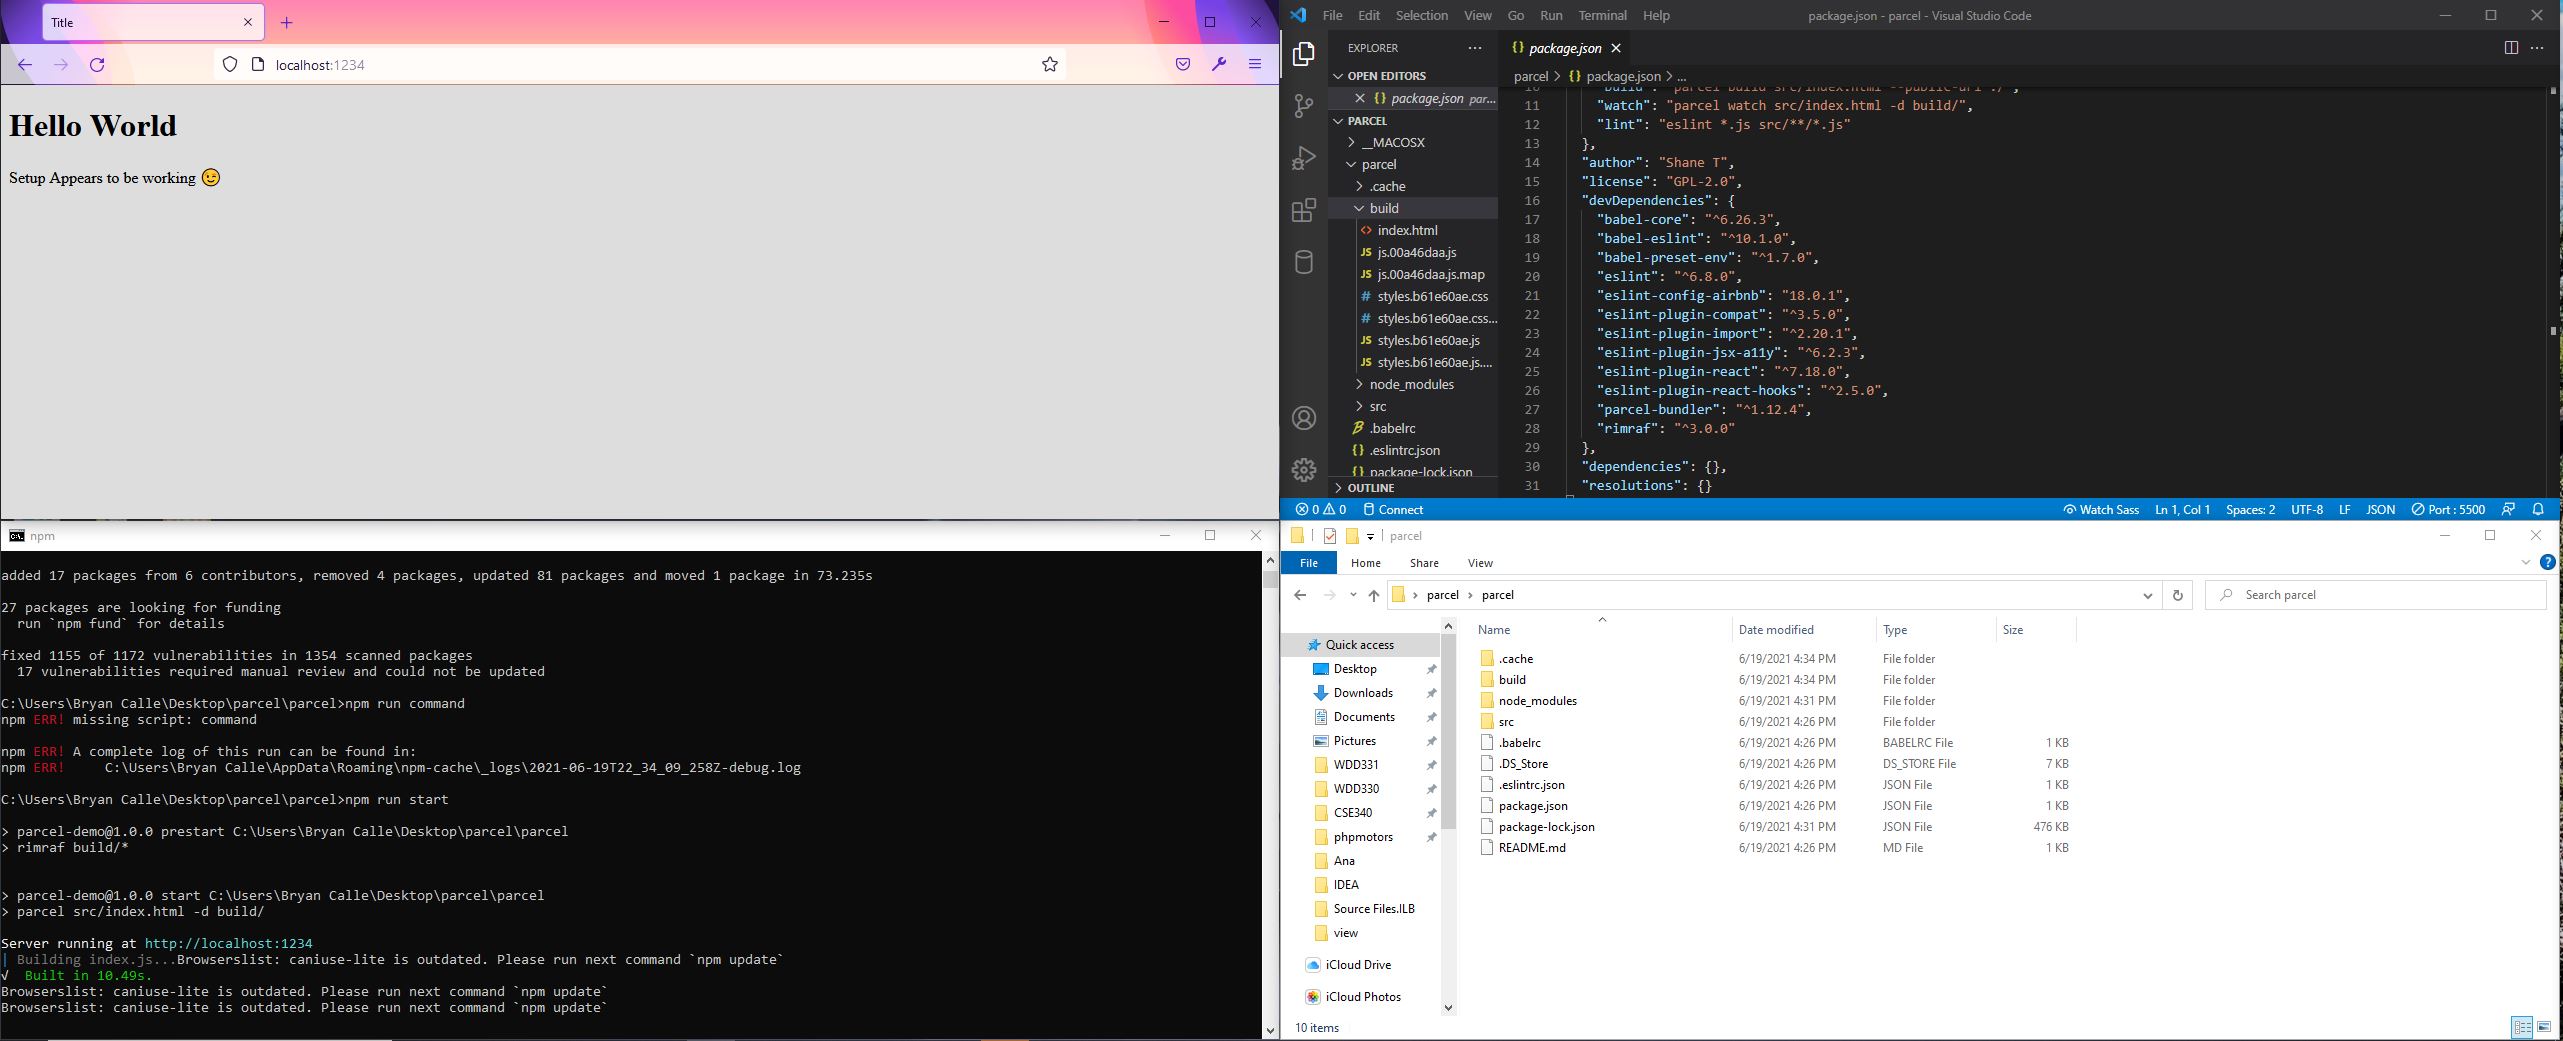 Title
localhost:1234
Hello World
Setup Appears to be working 😉
File Edit Selection View Go Run Terminal Help
package.json - parcel - Visual Studio Code
EXPLORER
OPEN EDITORS
{} package.json par...
PARCEL
__MACOSX
parcel
.cache
build
<> index.html
JS js.00a46daa.js
JS js.00a46daa.js.map
# styles.b61e60ae.css
# styles.b61e60ae.css...
JS styles.b61e60ae.js
JS styles.b61e60ae.js....
node_modules
src
.babelrc
{} .eslintrc.json
{} package-lock.json
OUTLINE
{} package.json
parcel > {} package.json > ...
10 "build": "parcel build src/index.html --public-url ./",
11 "watch": "parcel watch src/index.html -d build/",
12 "lint": "eslint *.js src/**/*.js"
13 },
14 "author": "Shane T",
15 "license": "GPL-2.0",
16 "devDependencies": {
17 "babel-core": "^6.26.3",
18 "babel-eslint": "^10.1.0",
19 "babel-preset-env": "^1.7.0",
20 "eslint": "^6.8.0",
21 "eslint-config-airbnb": "18.0.1",
22 "eslint-plugin-compat": "^3.5.0",
23 "eslint-plugin-import": "^2.20.1",
24 "eslint-plugin-jsx-a11y": "^6.2.3",
25 "eslint-plugin-react": "^7.18.0",
26 "eslint-plugin-react-hooks": "^2.5.0",
27 "parcel-bundler": "^1.12.4",
28 "rimraf": "^3.0.0"
29 },
30 "dependencies": {},
31 "resolutions": {}
0 0 Connect
Watch Sass Ln 1, Col 1 Spaces: 2 UTF-8 LF JSON Port : 5500
npm
added 17 packages from 6 contributors, removed 4 packages, updated 81 packages and moved 1 package in 73.235s
27 packages are looking for funding
run `npm fund` for details
fixed 1155 of 1172 vulnerabilities in 1354 scanned packages
17 vulnerabilities required manual review and could not be updated
C:\Users\Bryan Calle\Desktop\parcel\parcel>npm run command
npm ERR! missing script: command
npm ERR! A complete log of this run can be found in:
npm ERR! C:\Users\Bryan Calle\AppData\Roaming\npm-cache\_logs\2021-06-19T22_34_09_258Z-debug.log
C:\Users\Bryan Calle\Desktop\parcel\parcel>npm run start
> parcel-demo@1.0.0 prestart C:\Users\Bryan Calle\Desktop\parcel\parcel
> rimraf build/*
> parcel-demo@1.0.0 start C:\Users\Bryan Calle\Desktop\parcel\parcel
> parcel src/index.html -d build/
Server running at http://localhost:1234
| Building index.js...Browserslist: caniuse-lite is outdated. Please run next command `npm update`
√ Built in 10.49s.
Browserslist: caniuse-lite is outdated. Please run next command `npm update`
Browserslist: caniuse-lite is outdated. Please run next command `npm update`
parcel
File Home Share View
parcel > parcel
Search parcel
Quick access
Desktop
Downloads
Documents
Pictures
WDD331
WDD330
CSE340
phpmotors
Ana
IDEA
Source Files.ILB
view
iCloud Drive
iCloud Photos
Name Date modified Type Size
.cache 6/19/2021 4:34 PM File folder
build 6/19/2021 4:34 PM File folder
node_modules 6/19/2021 4:31 PM File folder
src 6/19/2021 4:26 PM File folder
.babelrc 6/19/2021 4:26 PM BABELRC File 1 KB
.DS_Store 6/19/2021 4:26 PM DS_STORE File 7 KB
.eslintrc.json 6/19/2021 4:26 PM JSON File 1 KB
package.json 6/19/2021 4:26 PM JSON File 1 KB
package-lock.json 6/19/2021 4:31 PM JSON File 476 KB
README.md 6/19/2021 4:26 PM MD File 1 KB
10 items